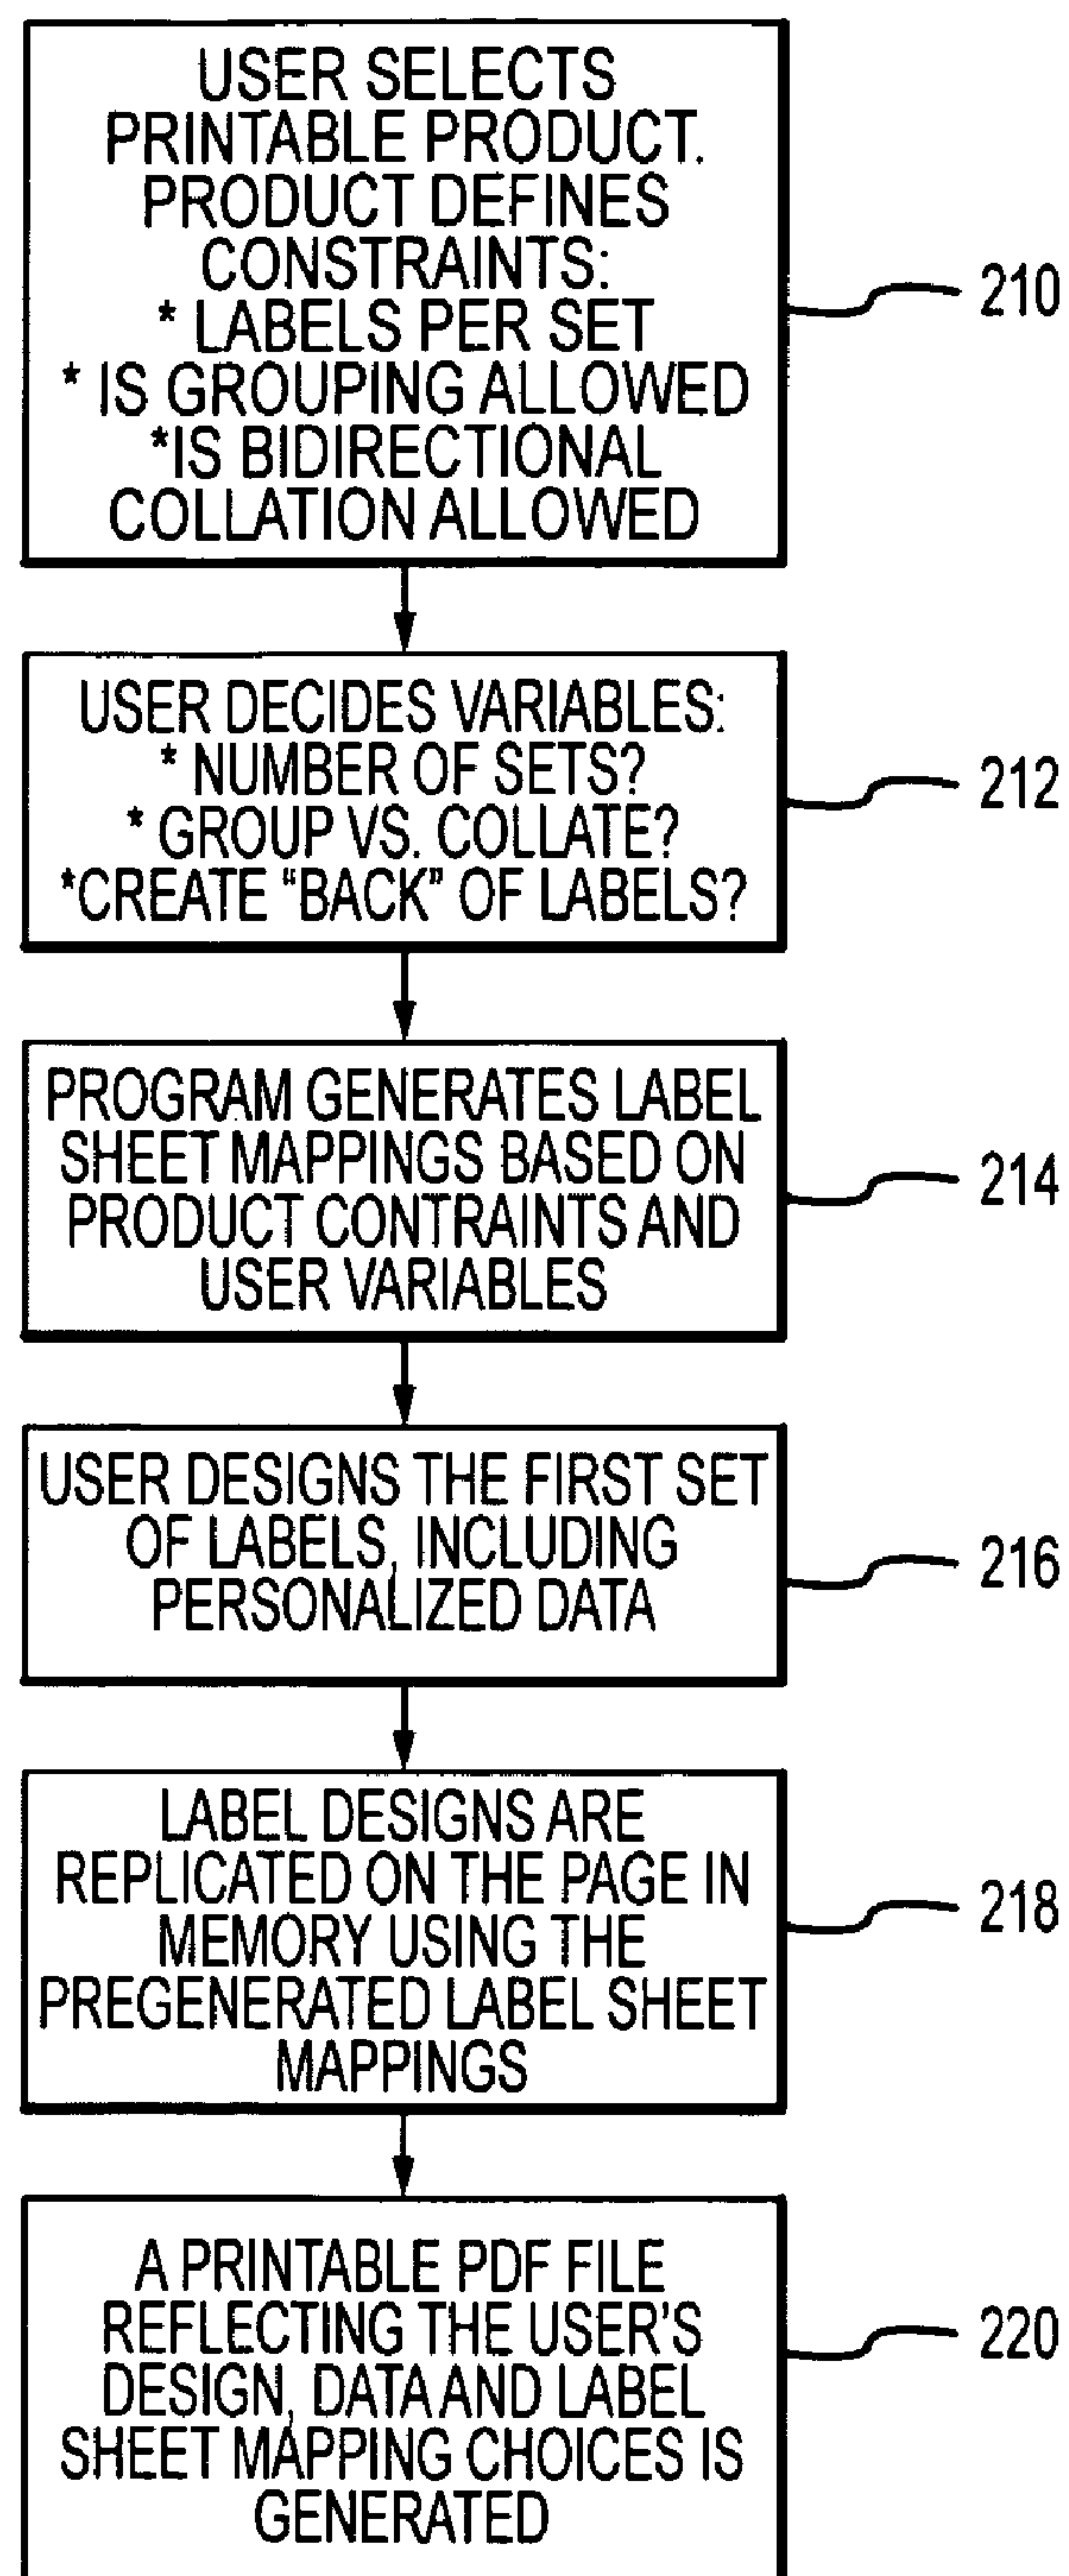 USER SELECTS
PRINTABLE PRODUCT.
PRODUCT DEFINES
CONSTRAINTS:
* LABELS PER SET
* IS GROUPING ALLOWED
*IS BIDIRECTIONAL
COLLATION ALLOWED
210
USER DECIDES VARIABLES:
* NUMBER OF SETS?
* GROUP VS. COLLATE?
*CREATE “BACK” OF LABELS?
212
PROGRAM GENERATES LABEL
SHEET MAPPINGS BASED ON
PRODUCT CONTRAINTS AND
USER VARIABLES
214
USER DESIGNS THE FIRST SET
OF LABELS, INCLUDING
PERSONALIZED DATA
216
LABEL DESIGNS ARE
REPLICATED ON THE PAGE IN
MEMORY USING THE
PREGENERATED LABEL SHEET
MAPPINGS
218
A PRINTABLE PDF FILE
REFLECTING THE USER’S
DESIGN, DATA AND LABEL
SHEET MAPPING CHOICES IS
GENERATED
220